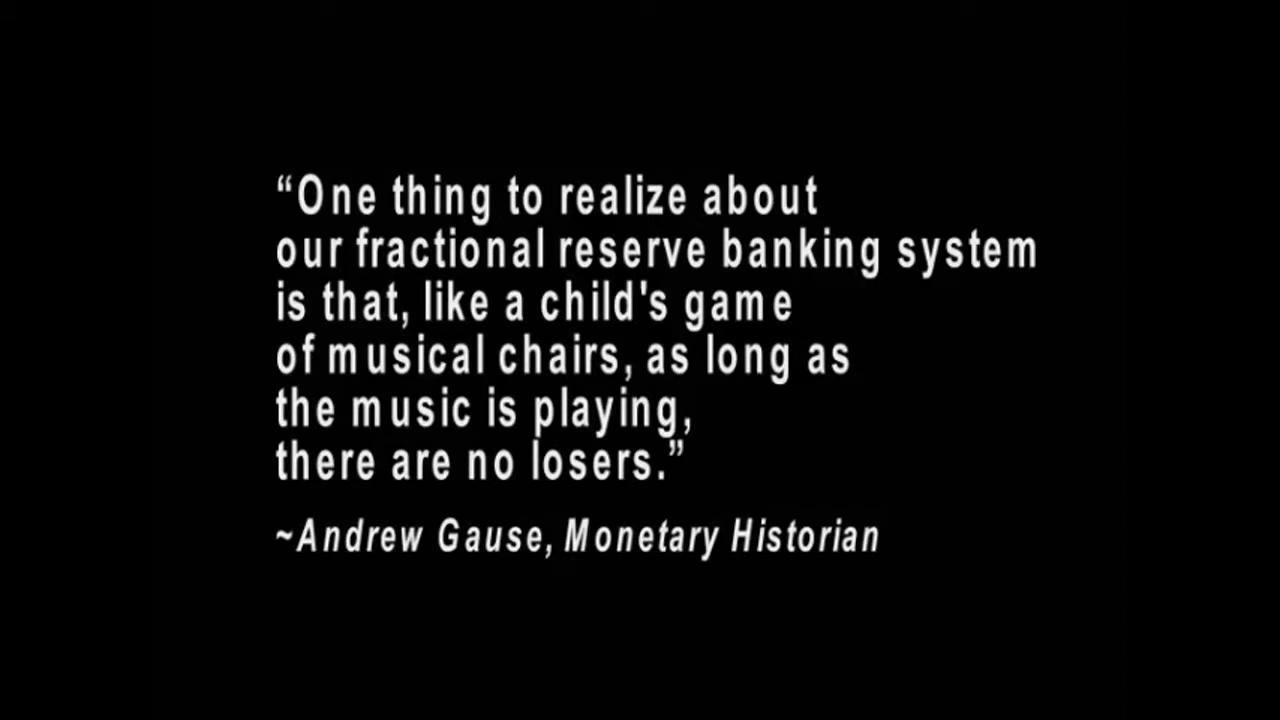 “One thing to realize about
our fractional reserve banking system
is that, like a child's game
of musical chairs, as long as
the music is playing,
there are no losers.”
~Andrew Gause, Monetary Historian